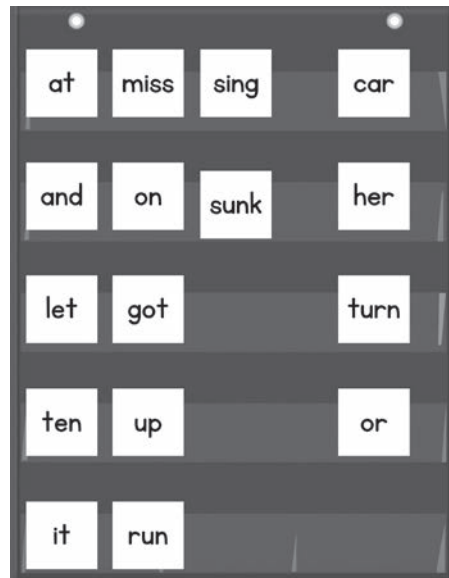 at miss sing car
and on sunk her
let got turn
ten up or
it run